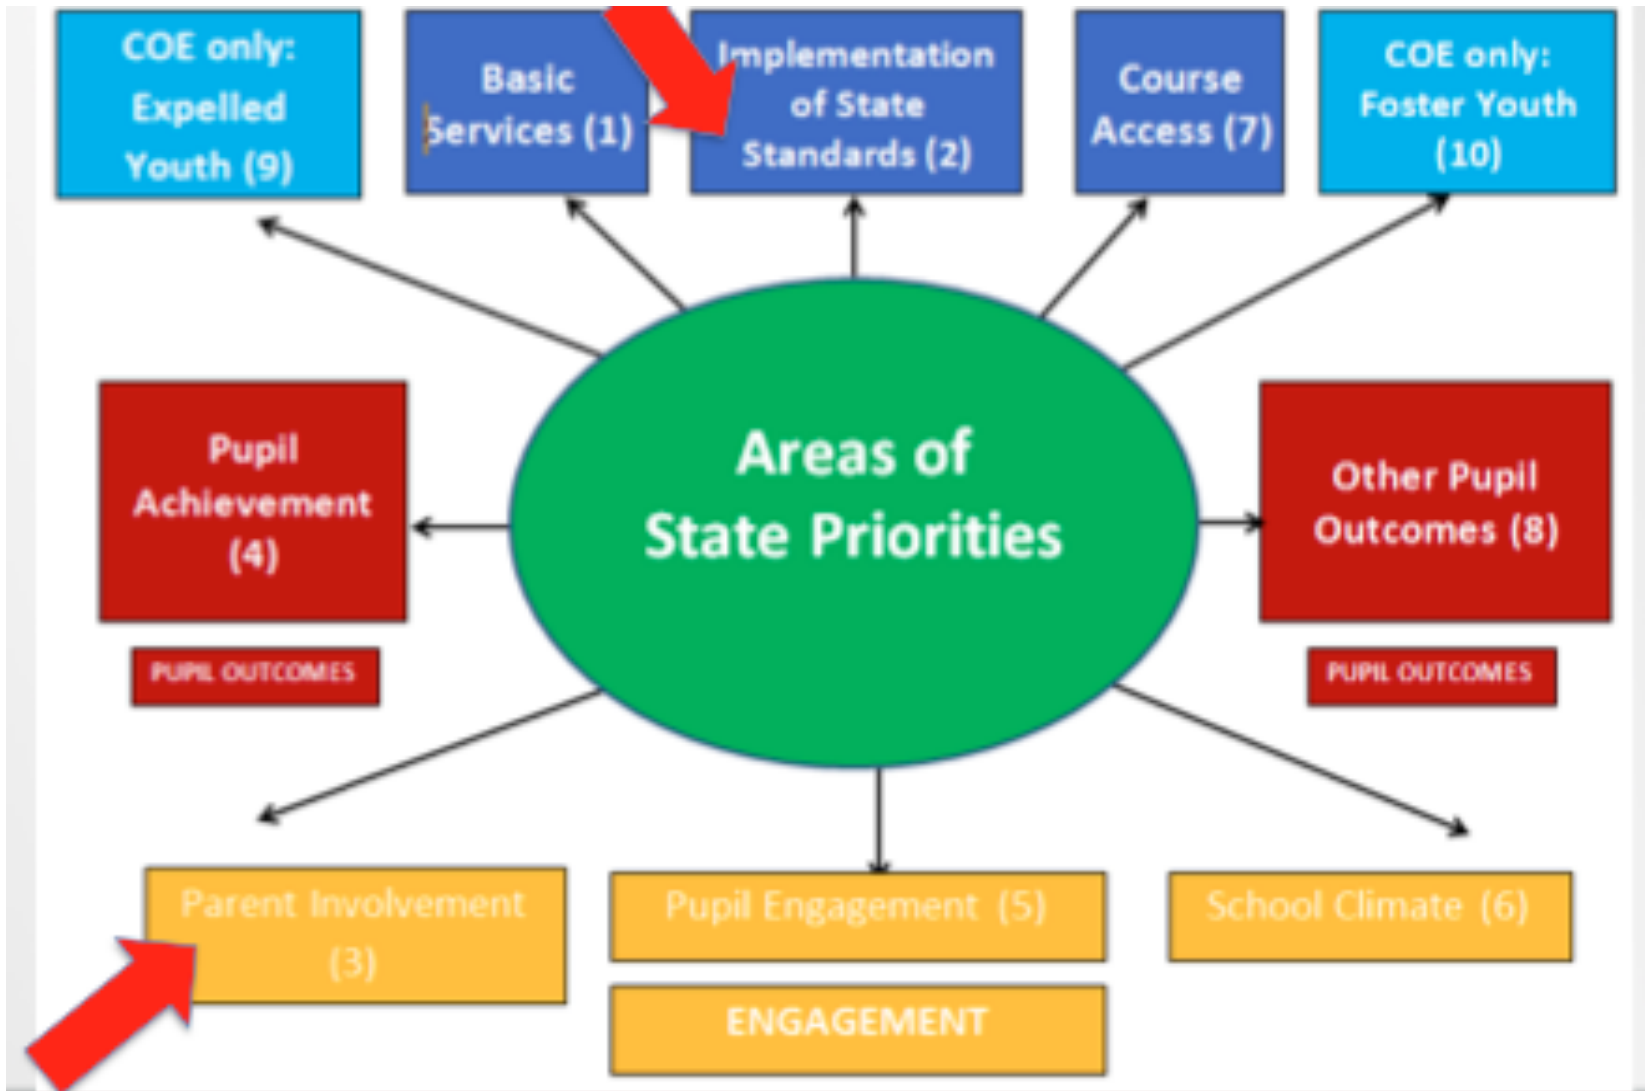 COE only:
Expelled
Youth (9)
Basic
Services (1)
Implementation
of State
Standards (2)
Course
Access (7)
COE only:
Foster Youth
(10)
Pupil
Achievement
(4)
PUPIL OUTCOMES
Areas of
State Priorities
Other Pupil
Outcomes (8)
PUPIL OUTCOMES
Parent Involvement
(3)
Pupil Engagement (5)
School Climate (6)
ENGAGEMENT